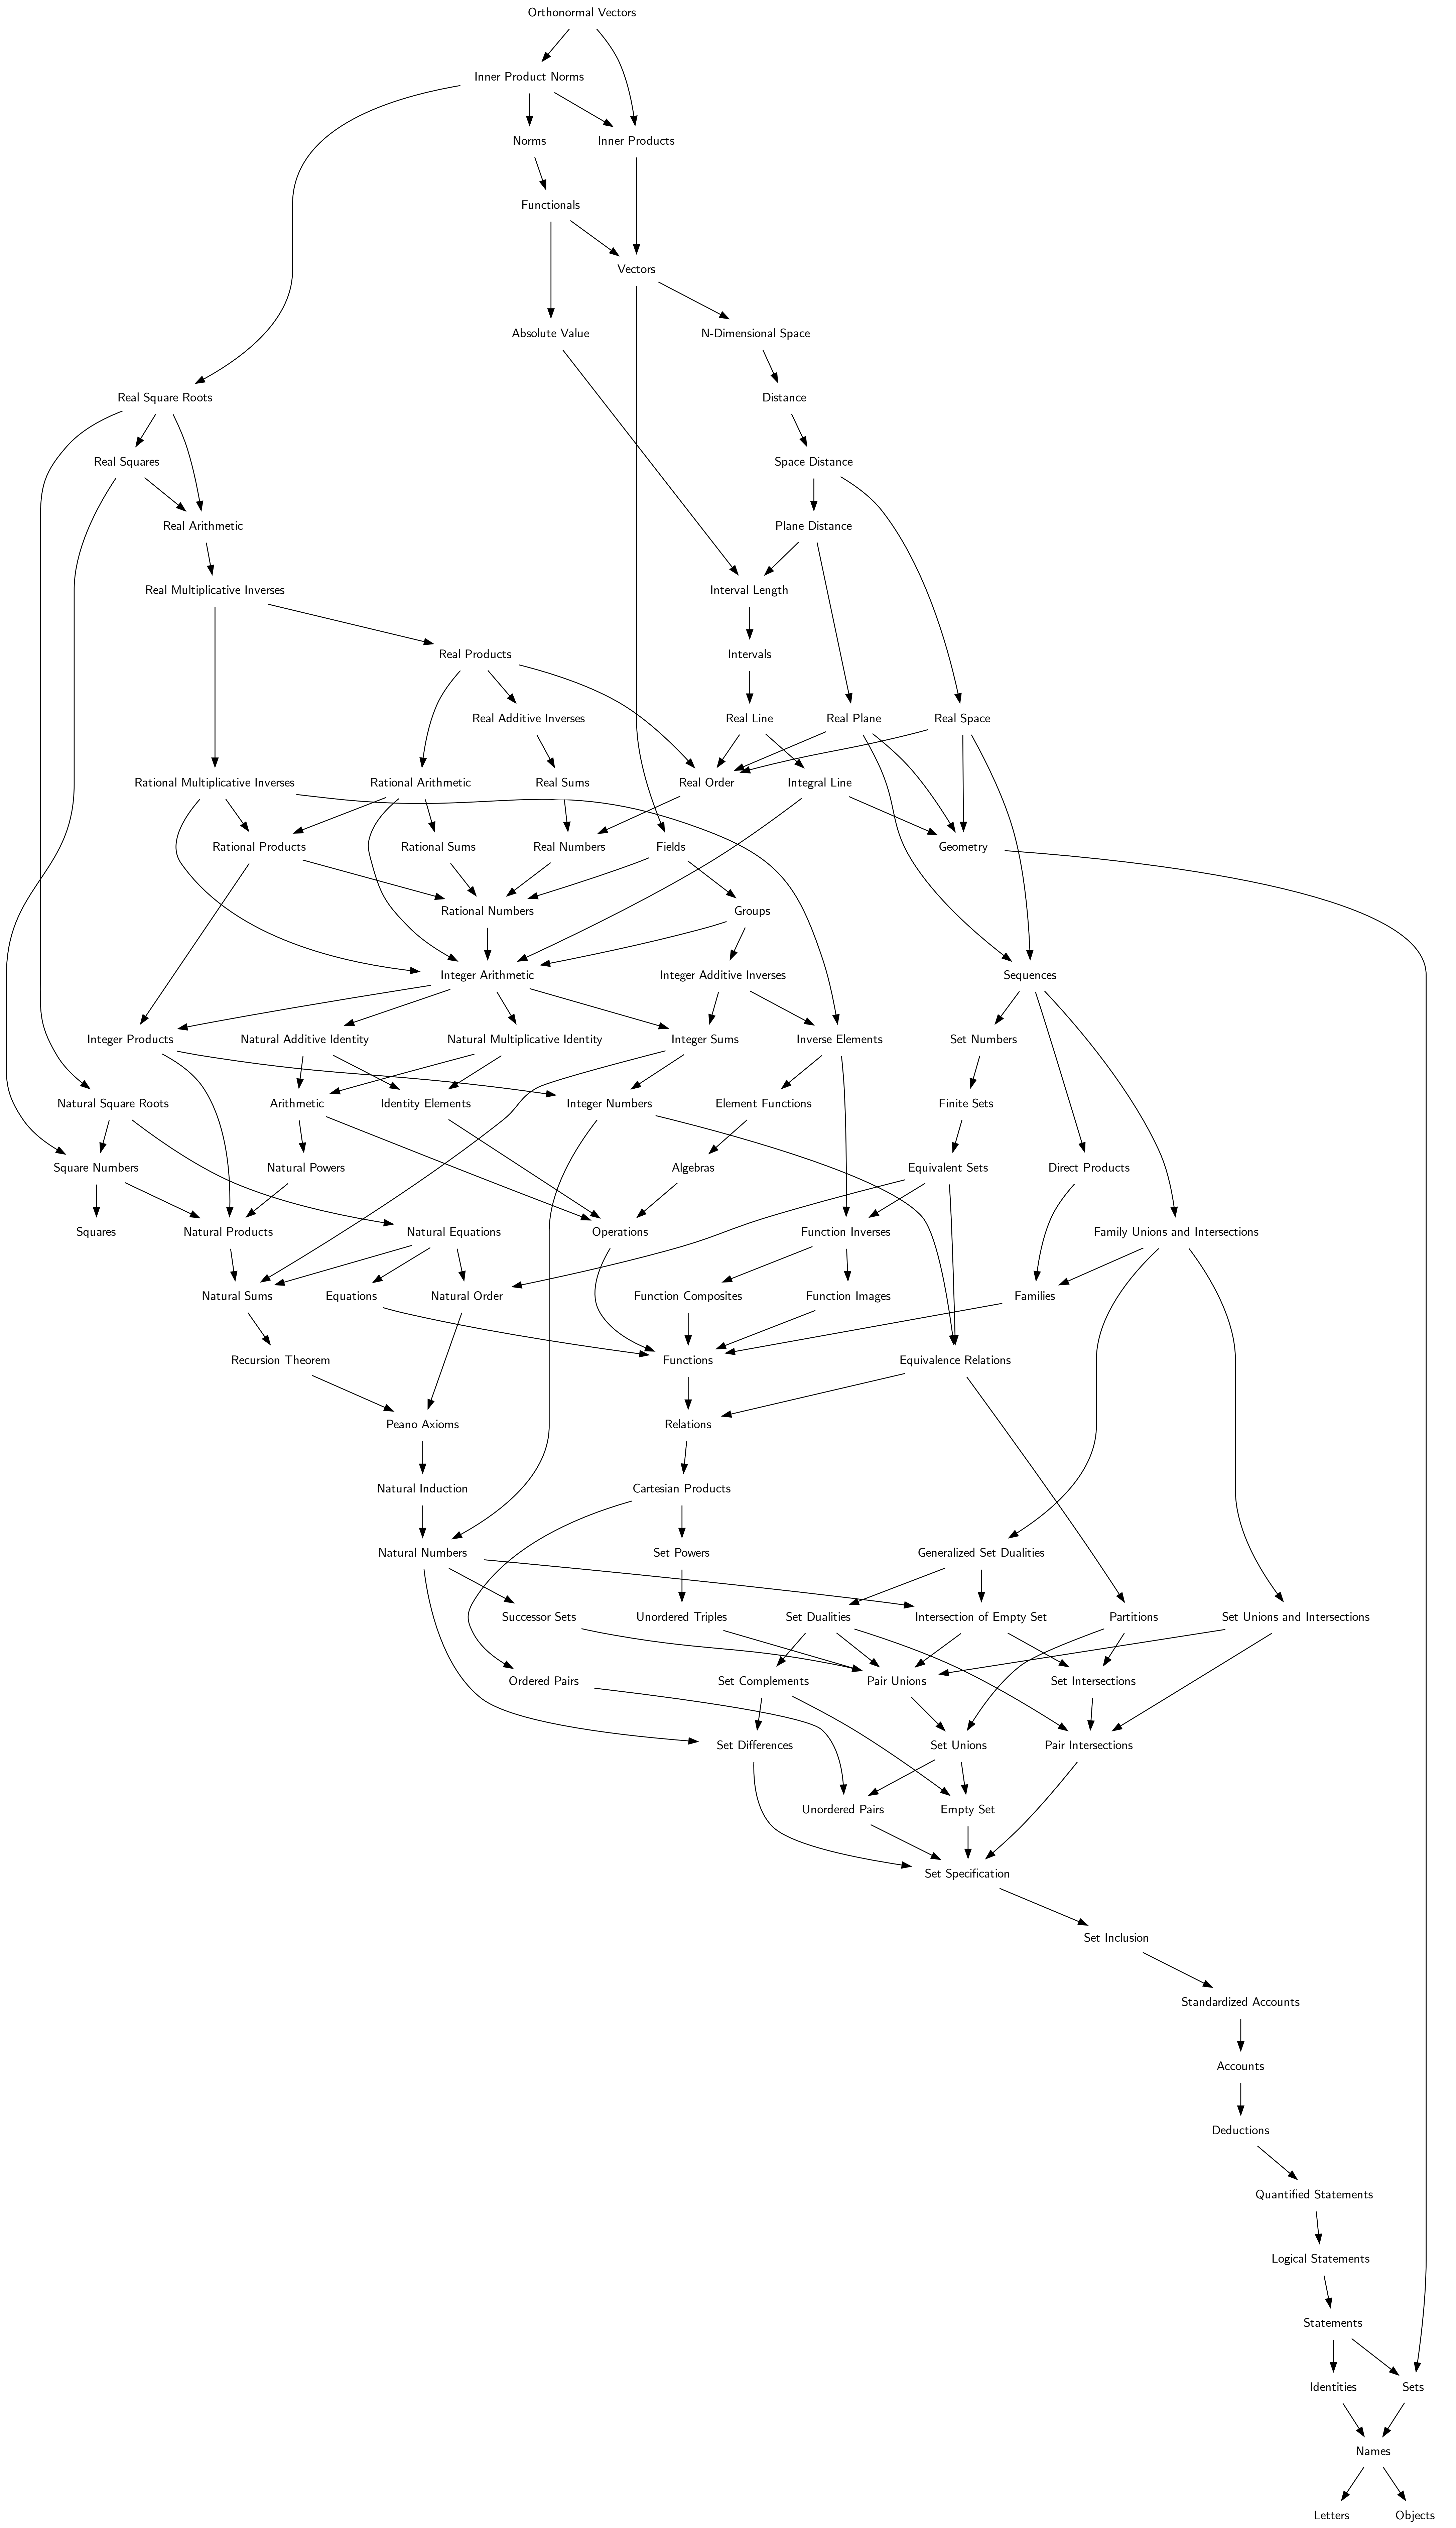 Orthonormal Vectors
Inner Product Norms
Norms
Inner Products
Functionals
Vectors
Absolute Value
N-Dimensional Space
Real Square Roots
Distance
Real Squares
Space Distance
Real Arithmetic
Plane Distance
Real Multiplicative Inverses
Interval Length
Real Products
Intervals
Real Additive Inverses
Real Line
Real Plane
Real Space
Rational Multiplicative Inverses
Rational Arithmetic
Real Sums
Real Order
Integral Line
Rational Products
Rational Sums
Real Numbers
Fields
Geometry
Rational Numbers
Groups
Integer Arithmetic
Integer Additive Inverses
Sequences
Integer Products
Natural Additive Identity
Natural Multiplicative Identity
Integer Sums
Inverse Elements
Set Numbers
Natural Square Roots
Arithmetic
Identity Elements
Integer Numbers
Element Functions
Finite Sets
Square Numbers
Natural Powers
Algebras
Equivalent Sets
Direct Products
Squares
Natural Products
Natural Equations
Operations
Function Inverses
Family Unions and Intersections
Natural Sums
Equations
Natural Order
Function Composites
Function Images
Families
Recursion Theorem
Functions
Equivalence Relations
Peano Axioms
Relations
Natural Induction
Cartesian Products
Natural Numbers
Set Powers
Generalized Set Dualities
Successor Sets
Unordered Triples
Set Dualities
Intersection of Empty Set
Partitions
Set Unions and Intersections
Ordered Pairs
Set Complements
Pair Unions
Set Intersections
Set Differences
Set Unions
Pair Intersections
Unordered Pairs
Empty Set
Set Specification
Set Inclusion
Standardized Accounts
Accounts
Deductions
Quantified Statements
Logical Statements
Statements
Identities
Sets
Names
Letters
Objects